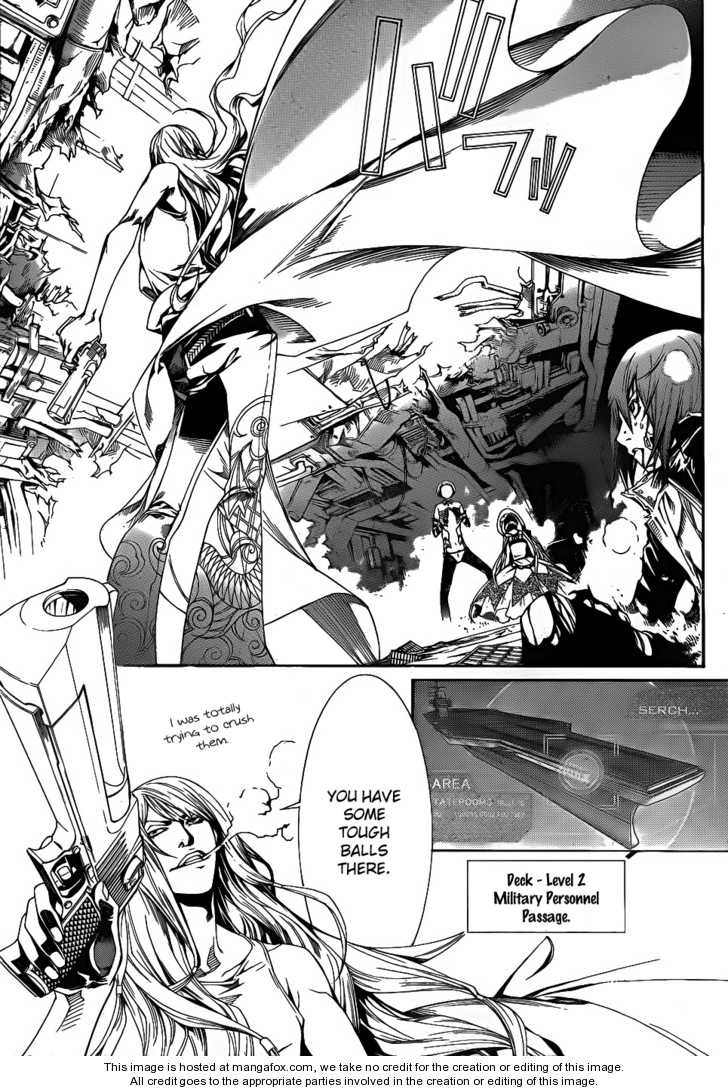 バババッ
SERCH...
AREA
Deck - Level 2
Military Personnel
Passage.
YOU HAVE
SOME
TOUGH
BALLS
THERE.
I was totally
trying to crush
them.
This image is hosted at mangafox.com, we take no credit for the creation or editing of this image.
All credit goes to the appropriate parties involved in the creation or editing of this image.